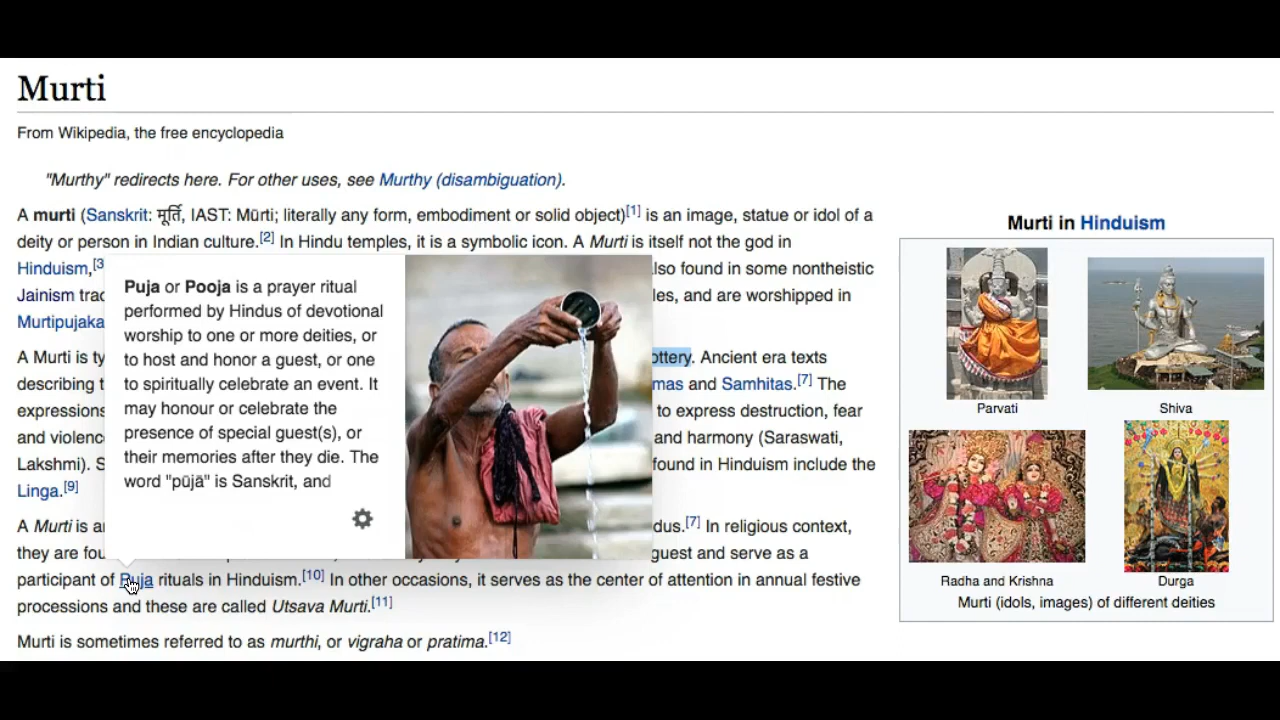 Murti
From Wikipedia, the free encyclopedia
"Murthy" redirects here. For other uses, see Murthy (disambiguation).
A murti (Sanskrit: मूर्ति, IAST: Mūrti; literally any form, embodiment or solid object)[1] is an image, statue or idol of a
deity or person in Indian culture.[2] In Hindu temples, it is a symbolic icon. A Murti is itself not the god in
Hinduism,[3 lso found in some nontheistic
Jainism les, and are worshipped in
Murtipujaka
A Murti is ottery. Ancient era texts
describing mas and Samhitas.[7] The
expressions to express destruction, fear
and violence and harmony (Saraswati,
Lakshmi). found in Hinduism include the
Linga.[9]
A Murti is dus.[7] In religious context,
they are guest and serve as a
participant of Puja rituals in Hinduism.[10] In other occasions, it serves as the center of attention in annual festive
processions and these are called Utsava Murti.[11]
Murti is sometimes referred to as murthi, or vigraha or pratima.[12]
Puja or Pooja is a prayer ritual
performed by Hindus of devotional
worship to one or more deities, or
to host and honor a guest, or one
to spiritually celebrate an event. It
may honour or celebrate the
presence of special guest(s), or
their memories after they die. The
word "pūjā" is Sanskrit, and
Murti in Hinduism
Parvati
Shiva
Radha and Krishna
Durga
Murti (idols, images) of different deities